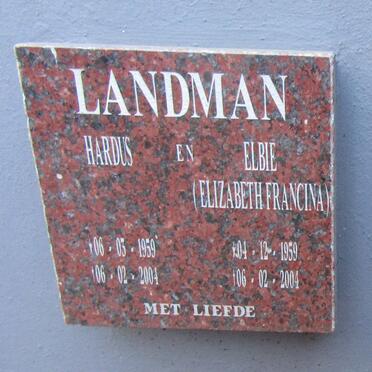 LANDMAN
HARDUS EN ELBIE
(ELIZABETH FRANCINA)
06 · 05 · 1959 04 · 12 · 1959
06 · 02 · 2004 06 · 02 · 2004
MET LIEFDE